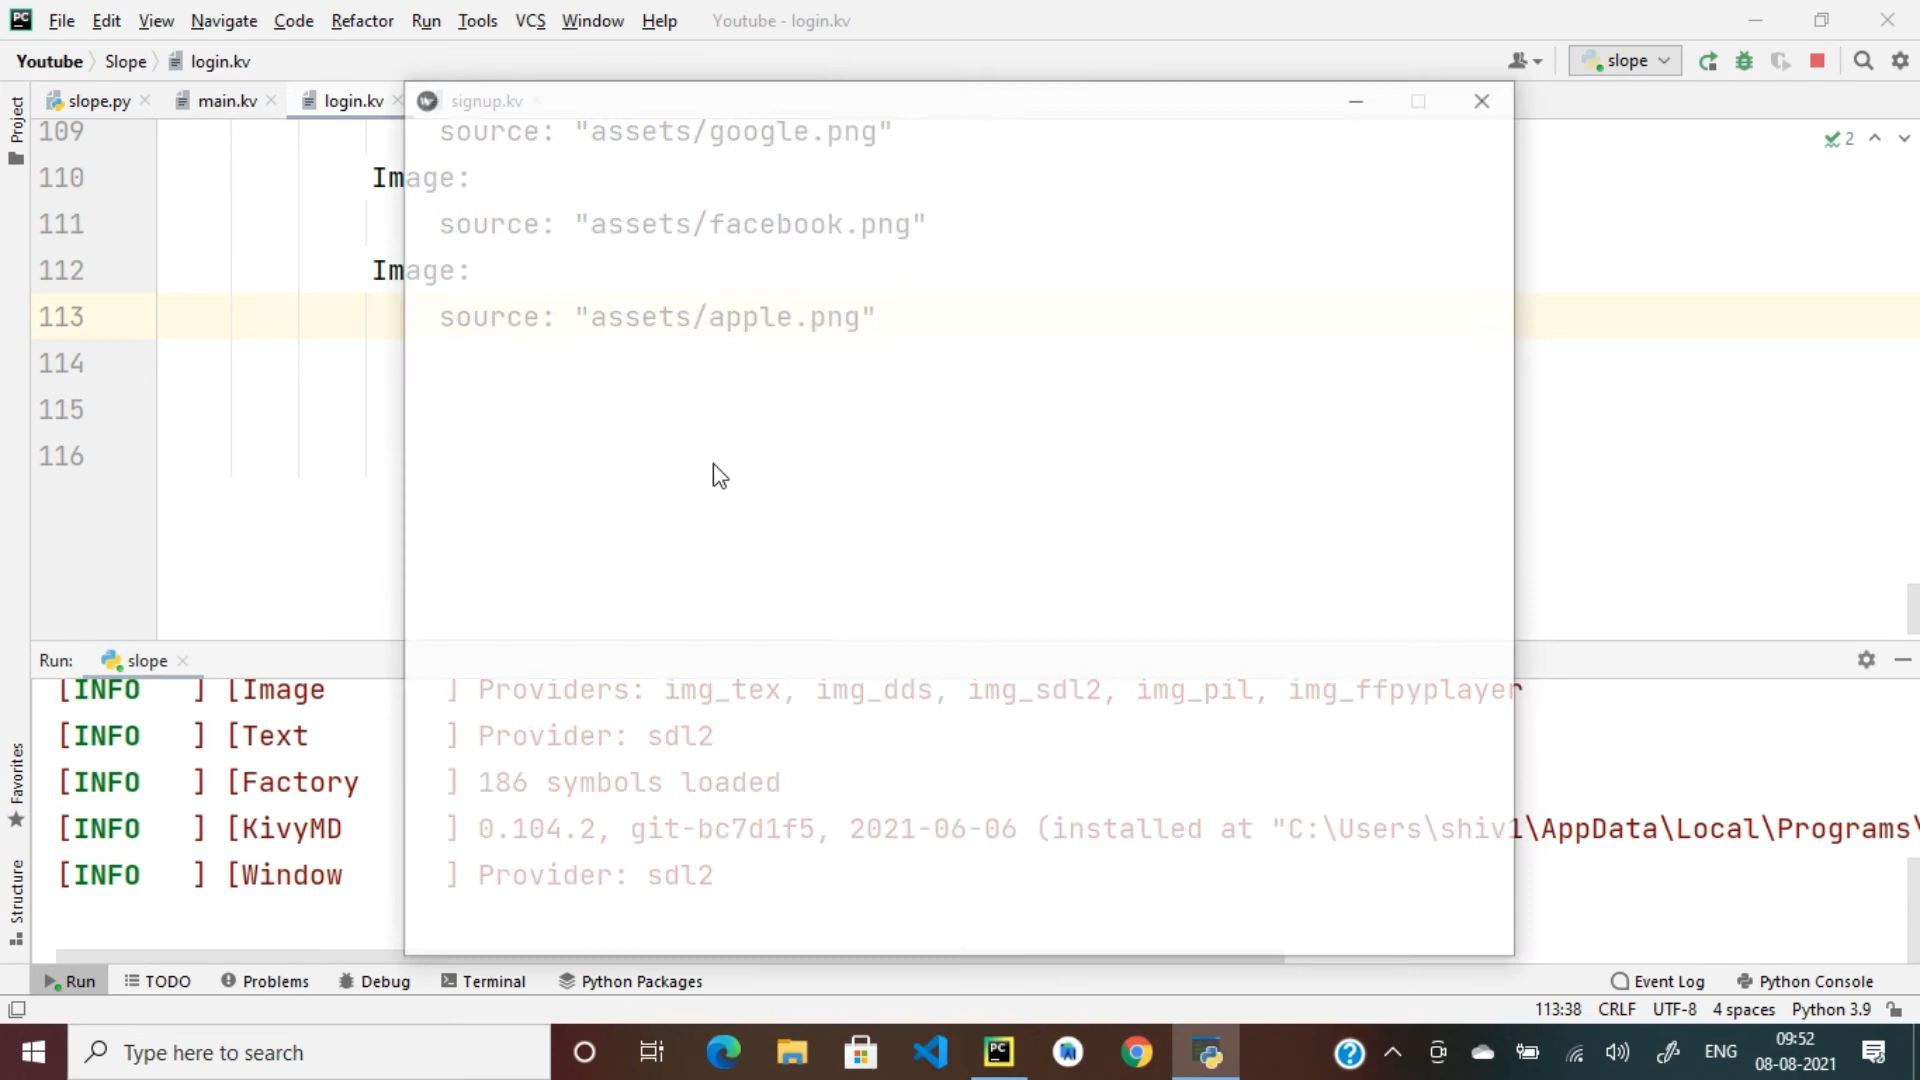 PC File Edit View Navigate Code Refactor Run Tools VCS Window Help Youtube - login.kv
Youtube Slope login.kv slope
slope.py main.kv login.kv signup.kv
109 source: "assets/google.png"
2
110 Image:
111 source: "assets/facebook.png"
112 Image:
113 source: "assets/apple.png"
114
115
116
Project
Favorites
Structure
Run: slope
[INFO ] [Image ] Providers: img_tex, img_dds, img_sdl2, img_pil, img_ffpyplayer
[INFO ] [Text ] Provider: sdl2
[INFO ] [Factory ] 186 symbols loaded
[INFO ] [KivyMD ] 0.104.2, git-bc7d1f5, 2021-06-06 (installed at "C:\Users\shiv1\AppData\Local\Programs\
[INFO ] [Window ] Provider: sdl2
Run TODO Problems Debug Terminal Python Packages Event Log Python Console
113:38 CRLF UTF-8 4 spaces Python 3.9
Type here to search PC ENG 09:52
08-08-2021